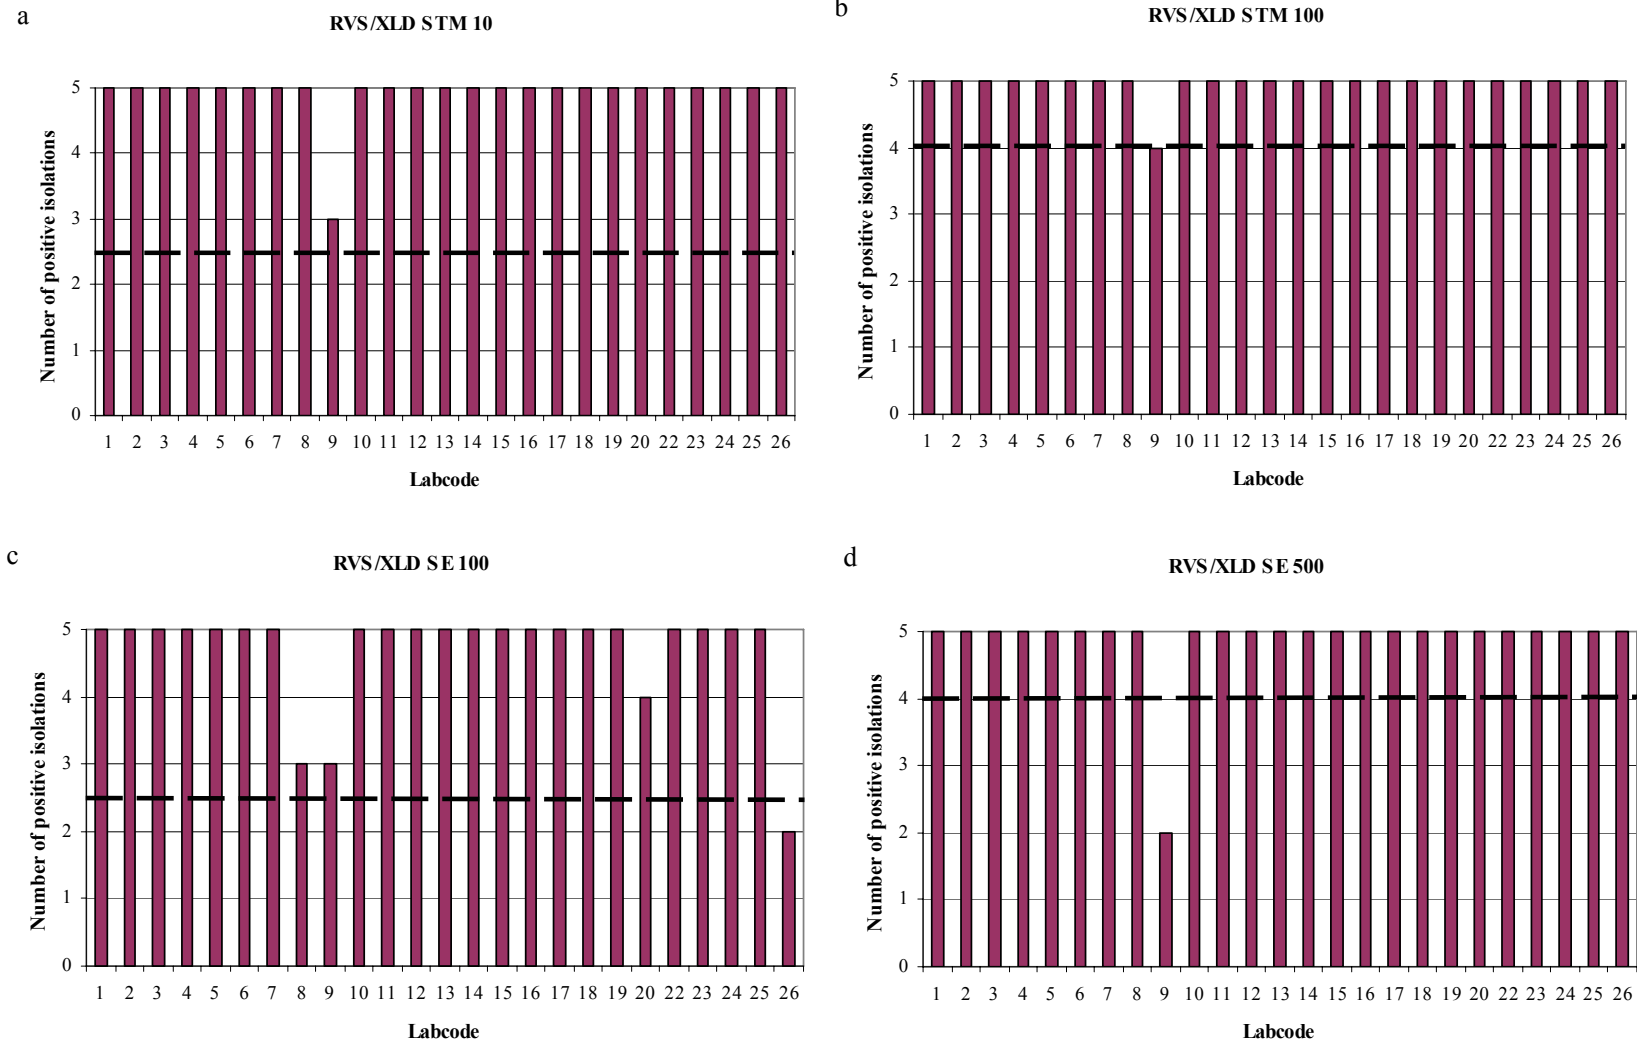 a
RVS/XLD STM 10
Number of positive isolations
5
4
3
2
1
0
1 2 3 4 5 6 7 8 9 10 11 12 13 14 15 16 17 18 19 20 22 23 24 25 26
Labcode
b
RVS/XLD STM 100
Number of positive isolations
5
4
3
2
1
0
1 2 3 4 5 6 7 8 9 10 11 12 13 14 15 16 17 18 19 20 22 23 24 25 26
Labcode
c
RVS/XLD SE 100
Number of positive isolations
5
4
3
2
1
0
1 2 3 4 5 6 7 8 9 10 11 12 13 14 15 16 17 18 19 20 22 23 24 25 26
Labcode
d
RVS/XLD SE 500
Number of positive isolations
5
4
3
2
1
0
1 2 3 4 5 6 7 8 9 10 11 12 13 14 15 16 17 18 19 20 22 23 24 25 26
Labcode